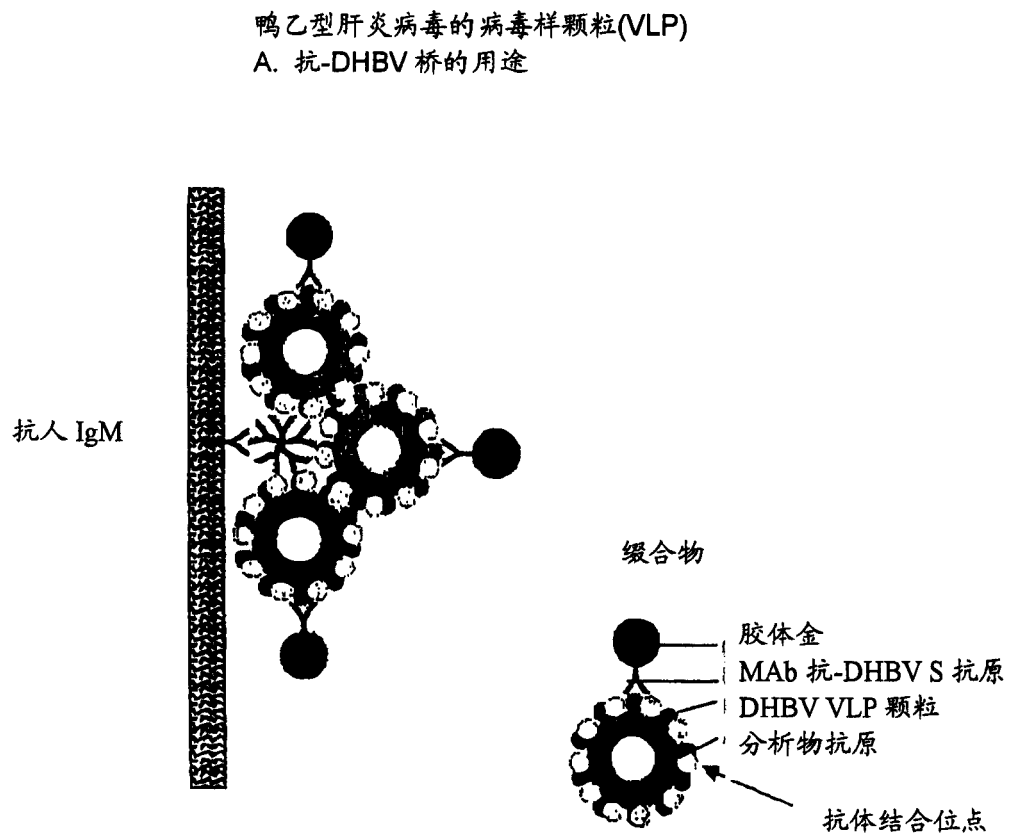 鸭乙型肝炎病毒的病毒样颗粒(VLP)
A. 抗-DHBV 桥的用途
抗人 IgM
缀合物
胶体金
MAb 抗-DHBV S 抗原
DHBV VLP 颗粒
分析物抗原
抗体结合位点